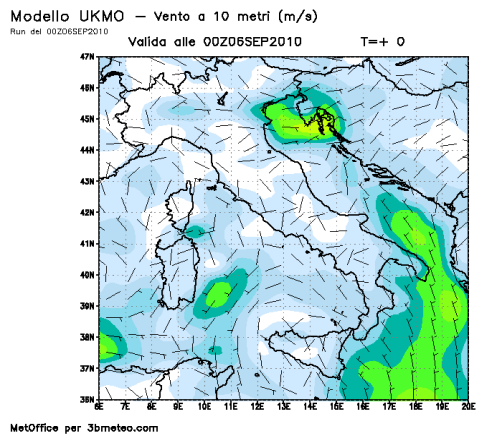 Modello UKMO – Vento a 10 metri (m/s)
Run del 00Z06SEP2010
Valida alle 00Z06SEP2010 T=+ 0
47N
46N
45N
44N
43N
42N
41N
40N
39N
38N
37N
36N
6E 7E 8E 9E 10E 11E 12E 13E 14E 15E 16E 17E 18E 19E 20E
MetOffice per 3bmeteo.com